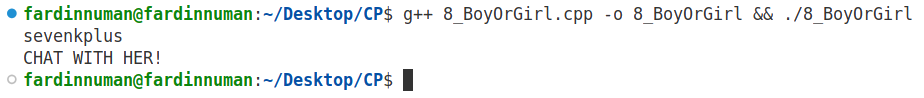 fardinnuman@fardinnuman:~/Desktop/CP$ g++ 8_BoyOrGirl.cpp -o 8_BoyOrGirl && ./8_BoyOrGirl
sevenkplus
CHAT WITH HER!
fardinnuman@fardinnuman:~/Desktop/CP$